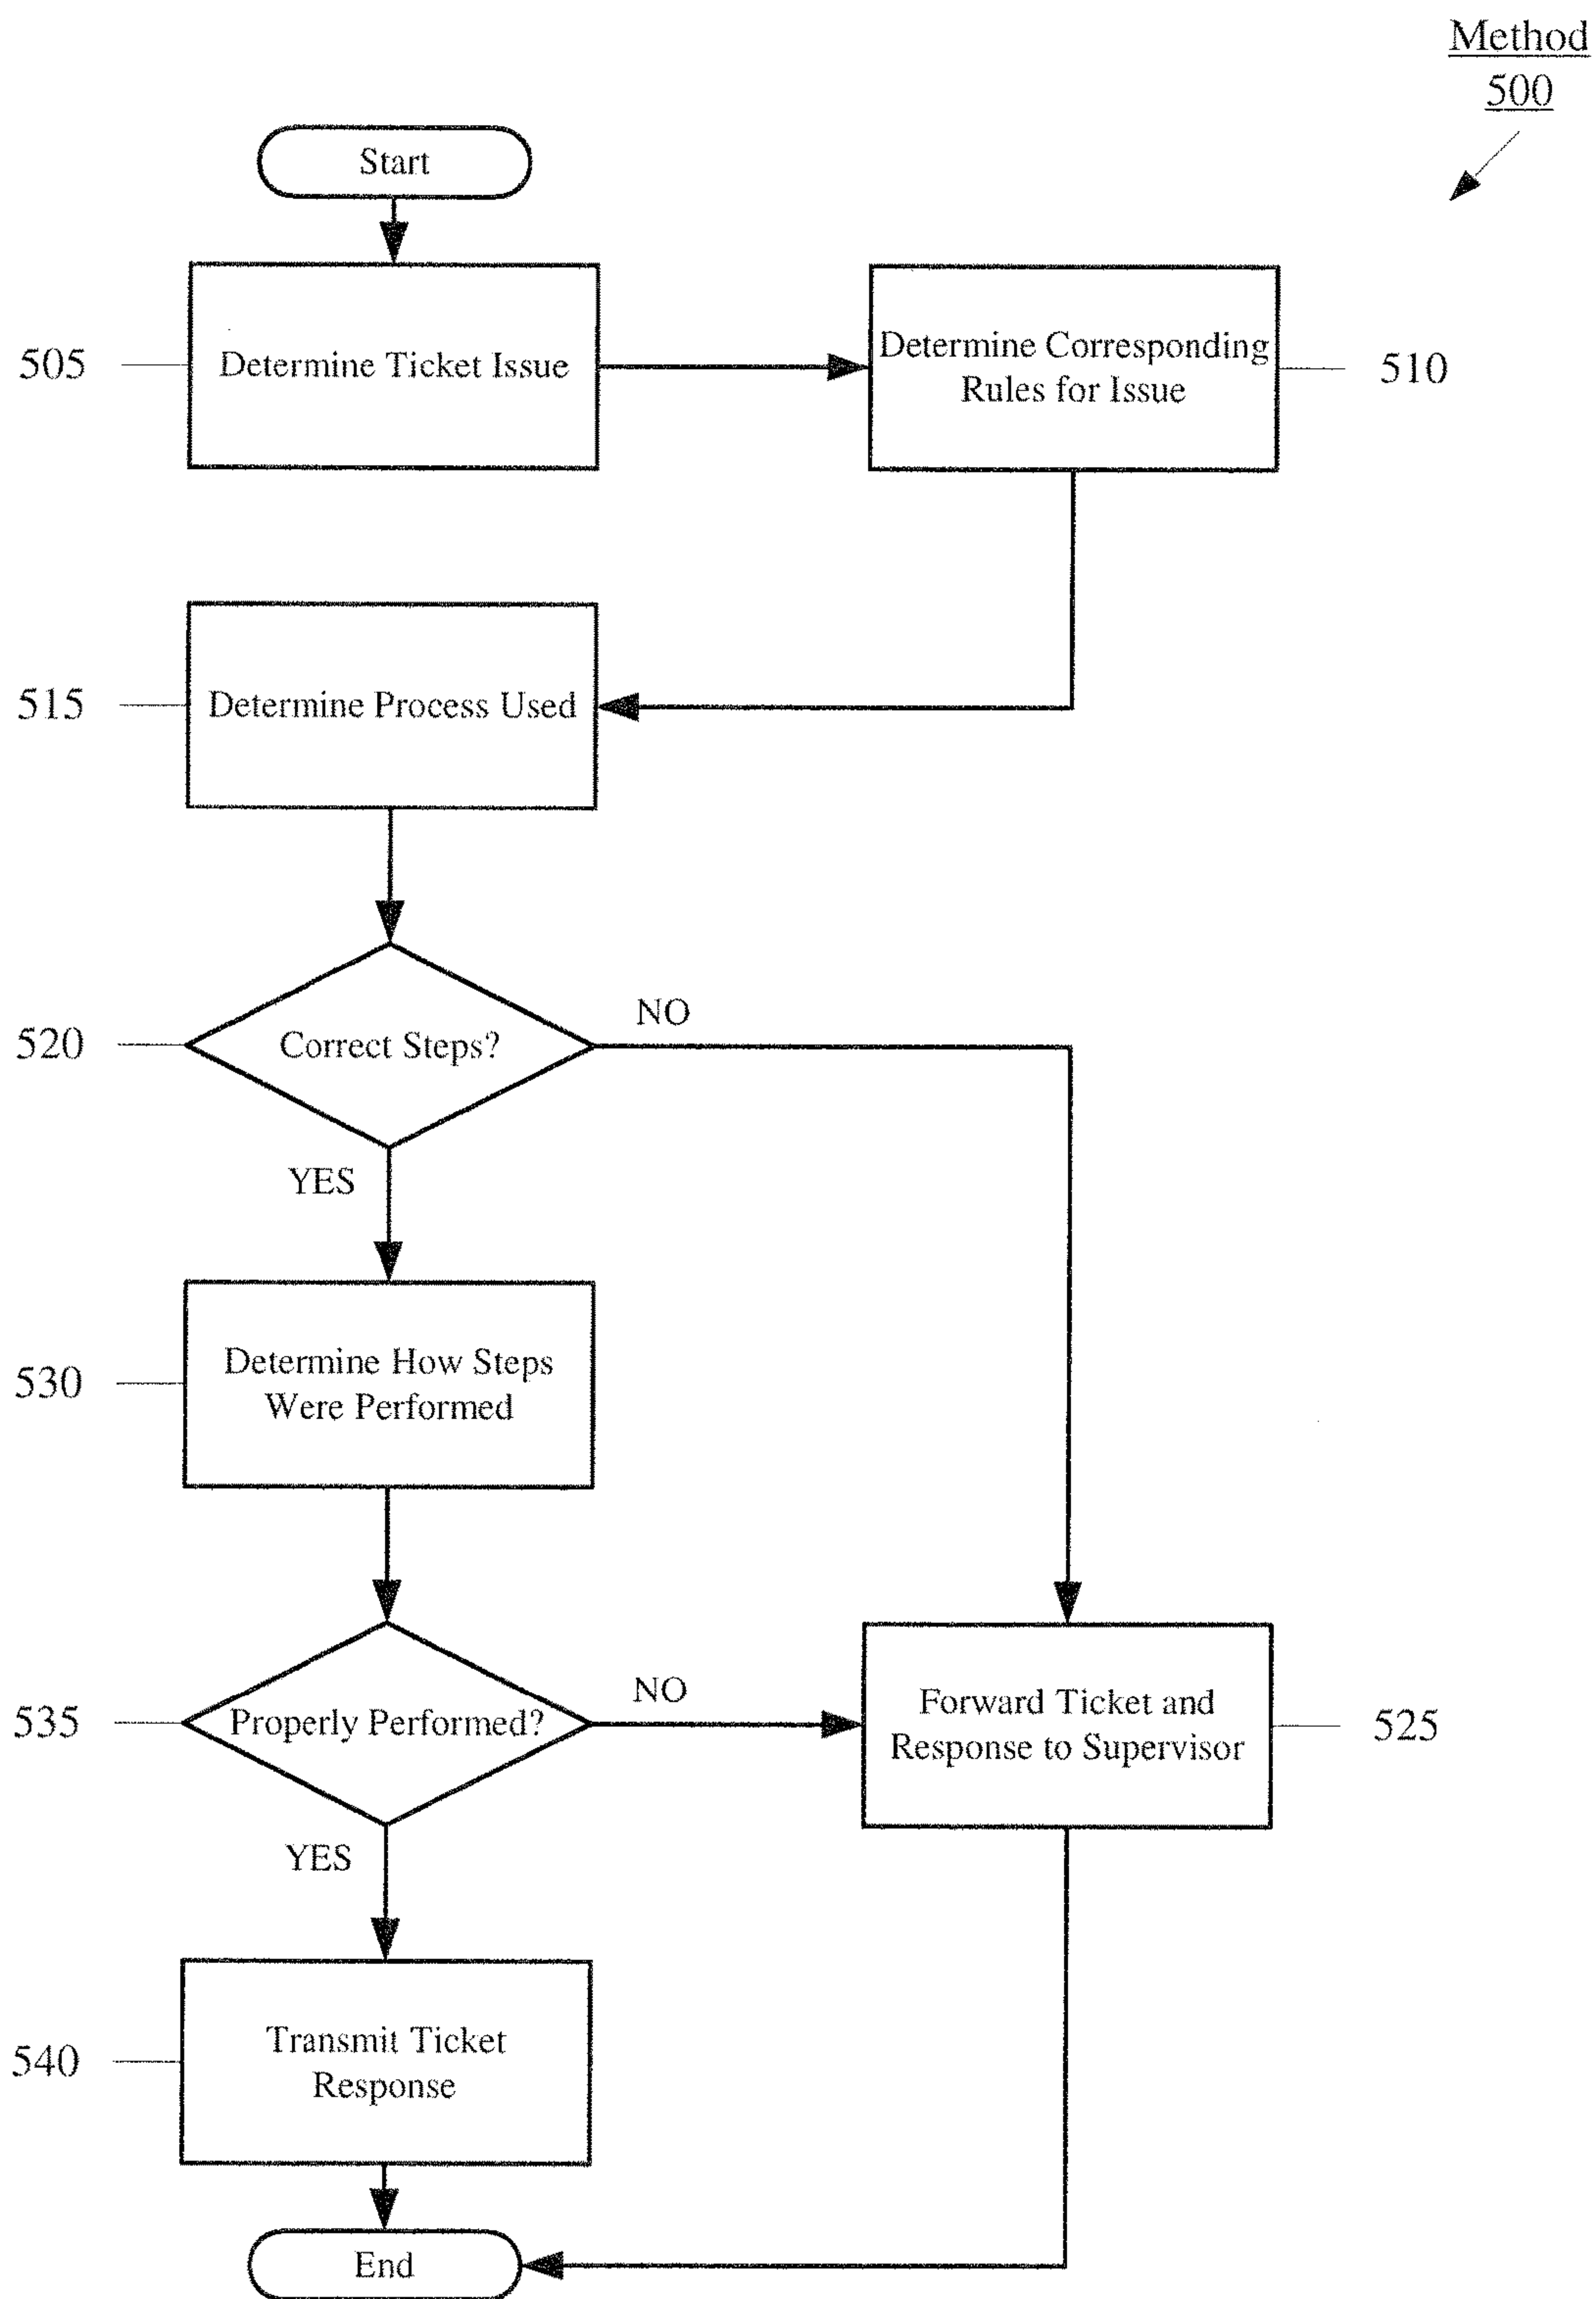 Method
500
Start
505
Determine Ticket Issue
Determine Corresponding
Rules for Issue
510
515
Determine Process Used
520
Correct Steps?
NO
YES
530
Determine How Steps
Were Performed
535
Properly Performed?
NO
Forward Ticket and
Response to Supervisor
525
YES
540
Transmit Ticket
Response
End